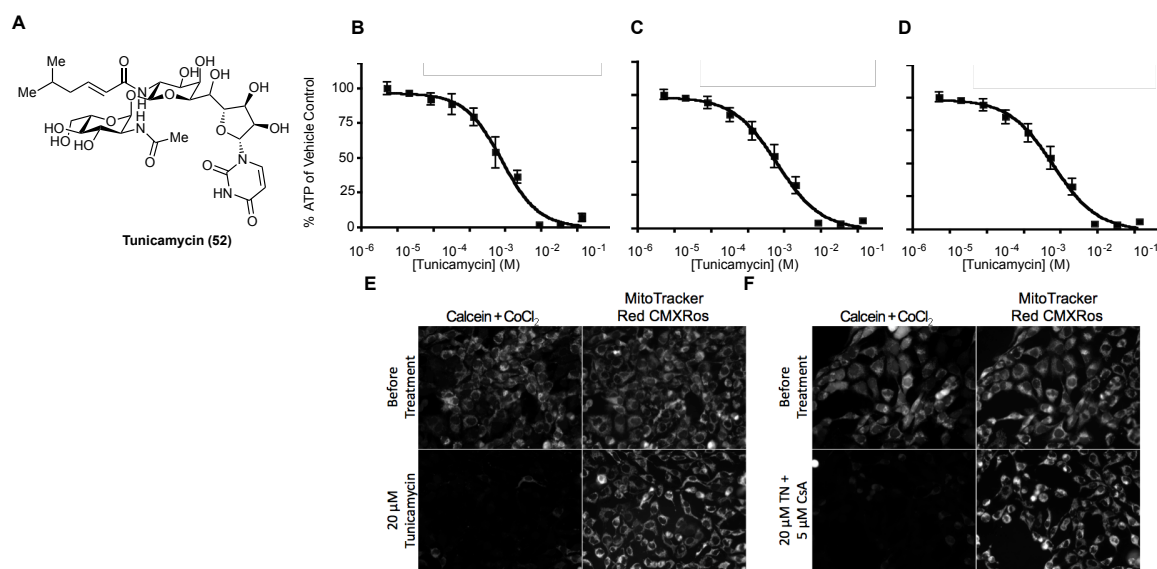 A
Me
Me
O
N
H
OH
OH
OH
O
OH
O
O
O
OH
HO
HO
HO
N
H
Me
O
N
O
NH
O
Tunicamycin (52)
B
% ATP of Vehicle Control
100
75
50
25
0
10-6
10-5
10-4
10-3
10-2
10-1
[Tunicamycin] (M)
C
10-6
10-5
10-4
10-3
10-2
10-1
[Tunicamycin] (M)
D
10-6
10-5
10-4
10-3
10-2
10-1
[Tunicamycin] (M)
E
Calcein + CoCl2
MitoTracker
Red CMXRos
Before
Treatment
20 µM
Tunicamycin
F
Calcein + CoCl2
MitoTracker
Red CMXRos
Before
Treatment
20 µM TN +
5 µM CsA